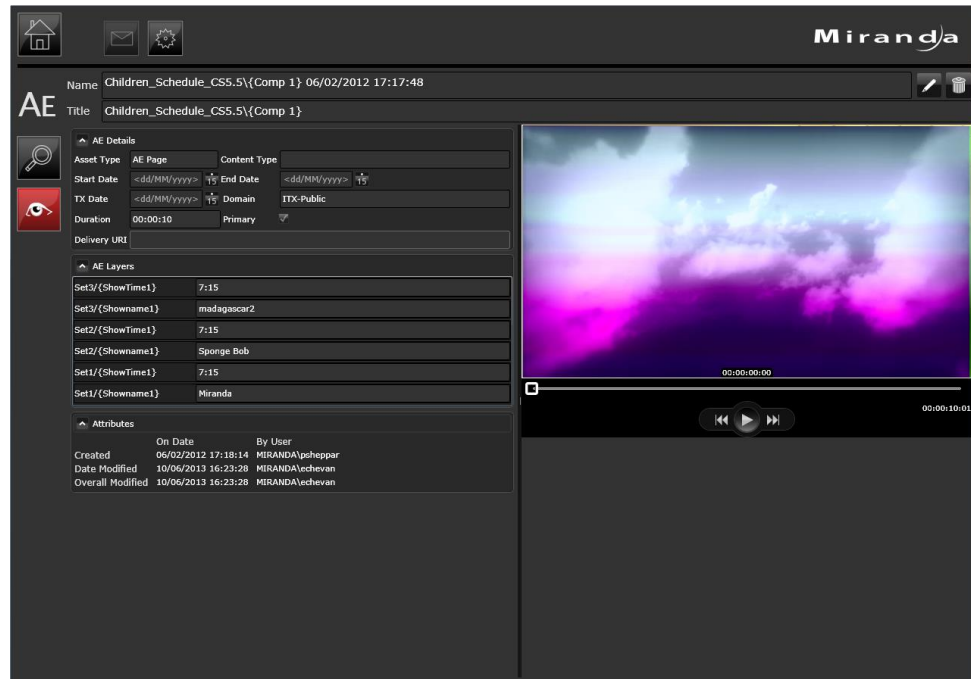 Miranda
Name Children_Schedule_CS5.5\{Comp 1} 06/02/2012 17:17:48
AE
Title Children_Schedule_CS5.5\{Comp 1}
AE Details
Asset Type AE Page Content Type
Start Date <dd/MM/yyyy> 15 End Date <dd/MM/yyyy> 15
TX Date <dd/MM/yyyy> 15 Domain ITX-Public
Duration 00:00:10 Primary
Delivery URI
AE Layers
Set3/{ShowTime1} 7:15
Set3/{Showname1} madagascar2
Set2/{ShowTime1} 7:15
Set2/{Showname1} Sponge Bob
Set1/{ShowTime1} 7:15
Set1/{Showname1} Miranda
Attributes
On Date By User
Created 06/02/2012 17:18:14 MIRANDA\psheppar
Date Modified 10/06/2013 16:23:28 MIRANDA\echevan
Overall Modified 10/06/2013 16:23:28 MIRANDA\echevan
00:00:00:00
00:00:10:01